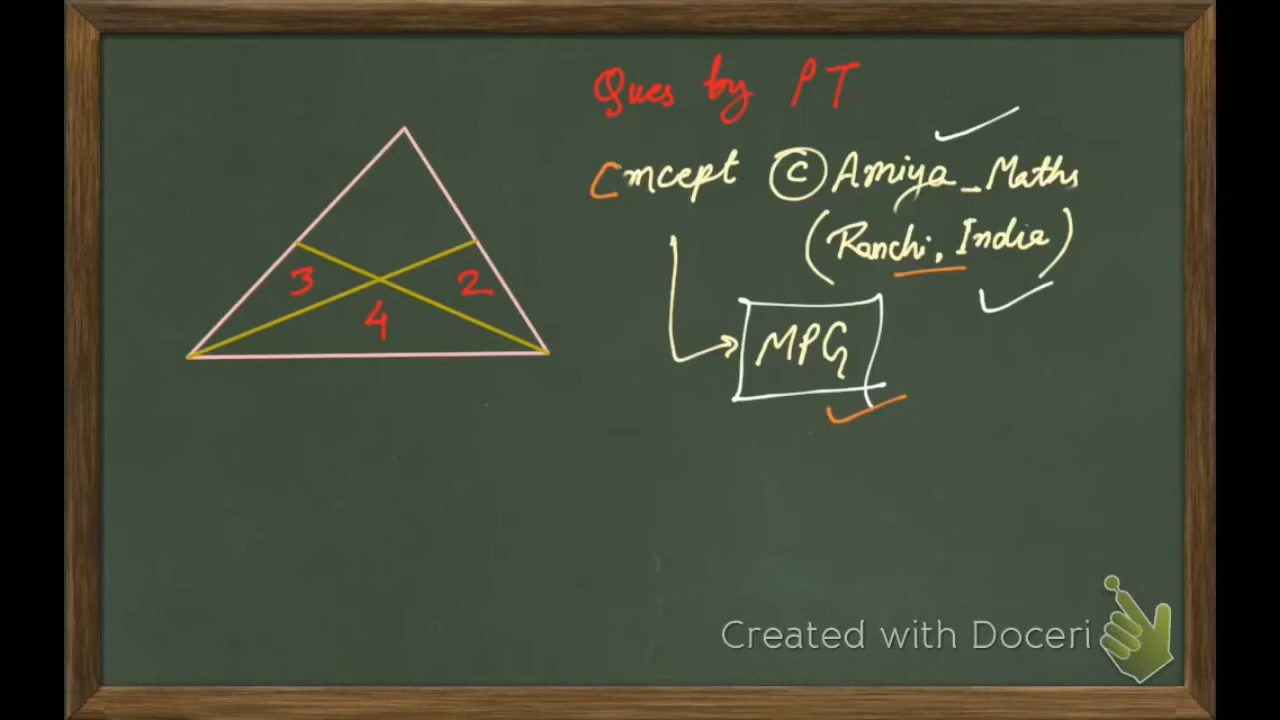 Ques by PT
Concept © Amiya_Maths
(Ranchi, India)
3
2
4
MPG
Created with Doceri